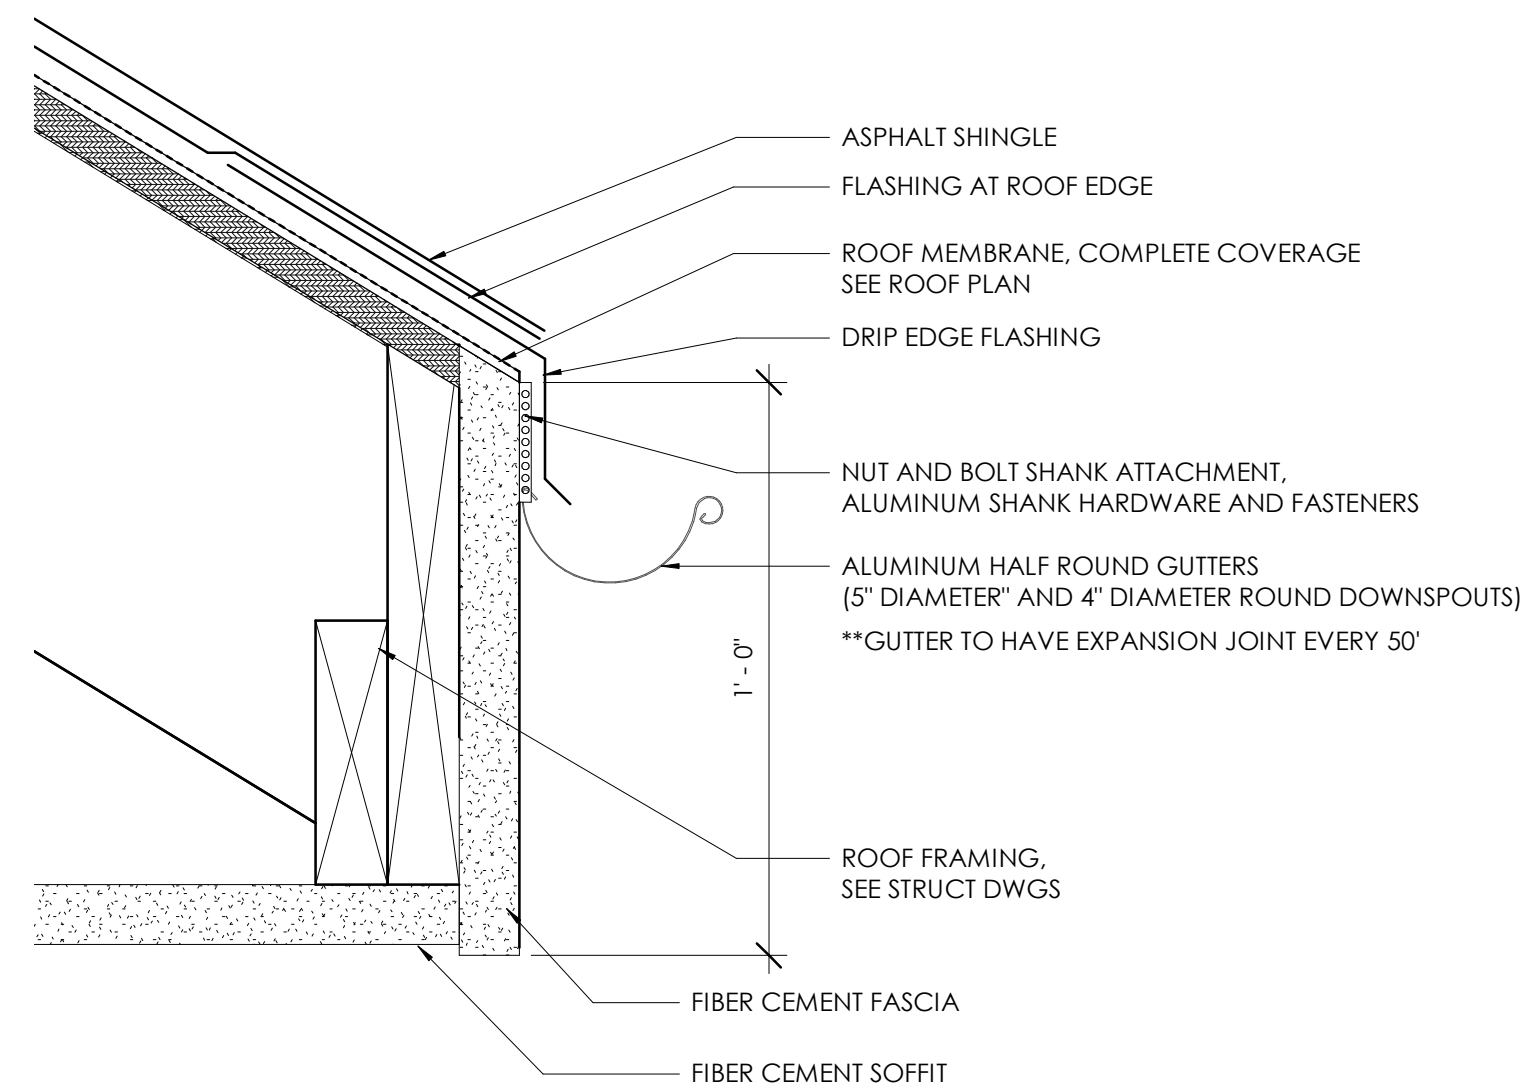 ASPHALT SHINGLE
FLASHING AT ROOF EDGE
ROOF MEMBRANE, COMPLETE COVERAGE
SEE ROOF PLAN
DRIP EDGE FLASHING
NUT AND BOLT SHANK ATTACHMENT,
ALUMINUM SHANK HARDWARE AND FASTENERS
ALUMINUM HALF ROUND GUTTERS
(5" DIAMETER" AND 4" DIAMETER ROUND DOWNSPOUTS)
**GUTTER TO HAVE EXPANSION JOINT EVERY 50'
1' - 0"
ROOF FRAMING,
SEE STRUCT DWGS
FIBER CEMENT FASCIA
FIBER CEMENT SOFFIT